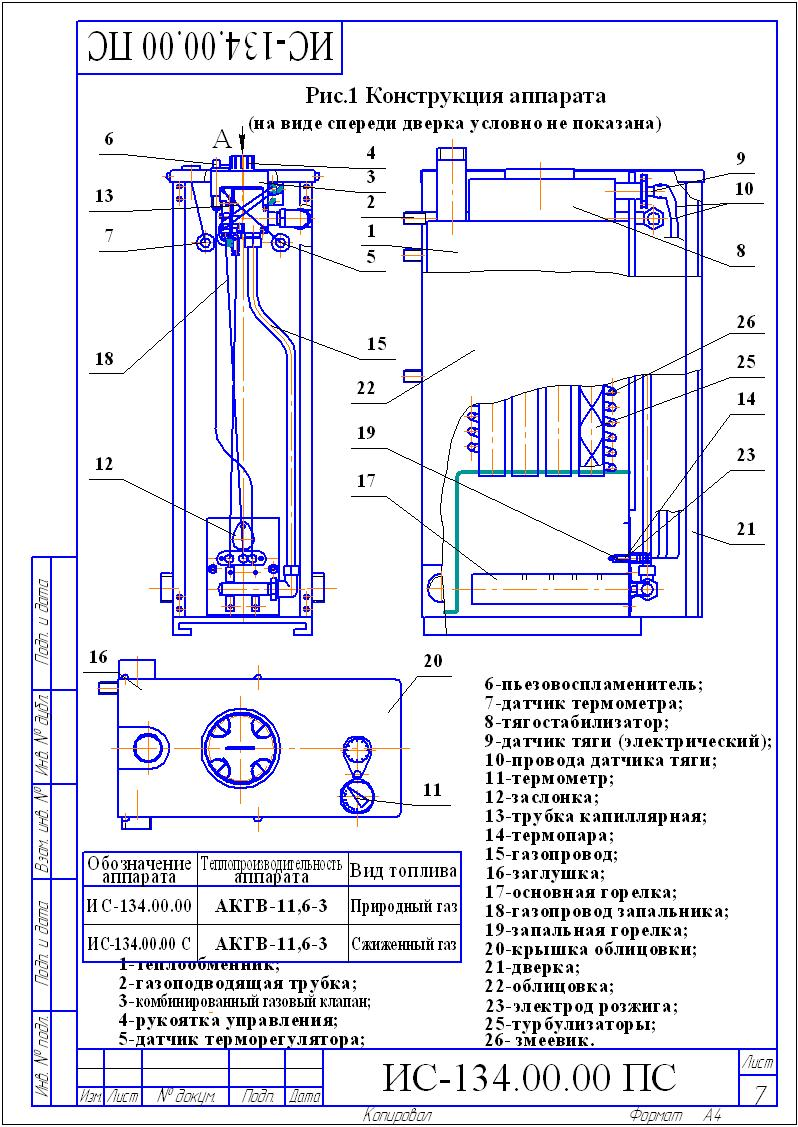 ИС-134.00.00 ПС
Рис.1 Конструкция аппарата
(на виде спереди дверка условно не показана)
А
6
4
3
13
2
1
7
5
9
10
8
18
15
22
26
25
14
19
23
12
17
21
16
20
11
6-пьезовоспламенитель;
7-датчик термометра;
8-тягостабилизатор;
9-датчик тяги (электрический);
10-провода датчика тяги;
11-термометр;
12-заслонка;
13-трубка капиллярная;
14-термопара;
15-газопровод;
16-заглушка;
17-основная горелка;
18-газопровод запальника;
19-запальная горелка;
20-крышка облицовки;
21-дверка;
22-облицовка;
23-электрод розжига;
25-турбулизаторы;
26- змеевик.
Обозначение аппарата Теплопроизводительность аппарата Вид топлива
ИС-134.00.00 АКГВ-11,6-3 Природный газ
ИС-134.00.00 С АКГВ-11,6-3 Сжиженный газ
1-теплообменник;
2-газоподводящая трубка;
3-комбинированный газовый клапан;
4-рукоятка управления;
5-датчик терморегулятора;
Подп. и дата
Инв. № дубл.
Взам. инв. №
Подп. и дата
Инв. № подл.
Изм. Лист № докум. Подп. Дата
ИС-134.00.00 ПС
Лист
7
Копировал
Формат А4